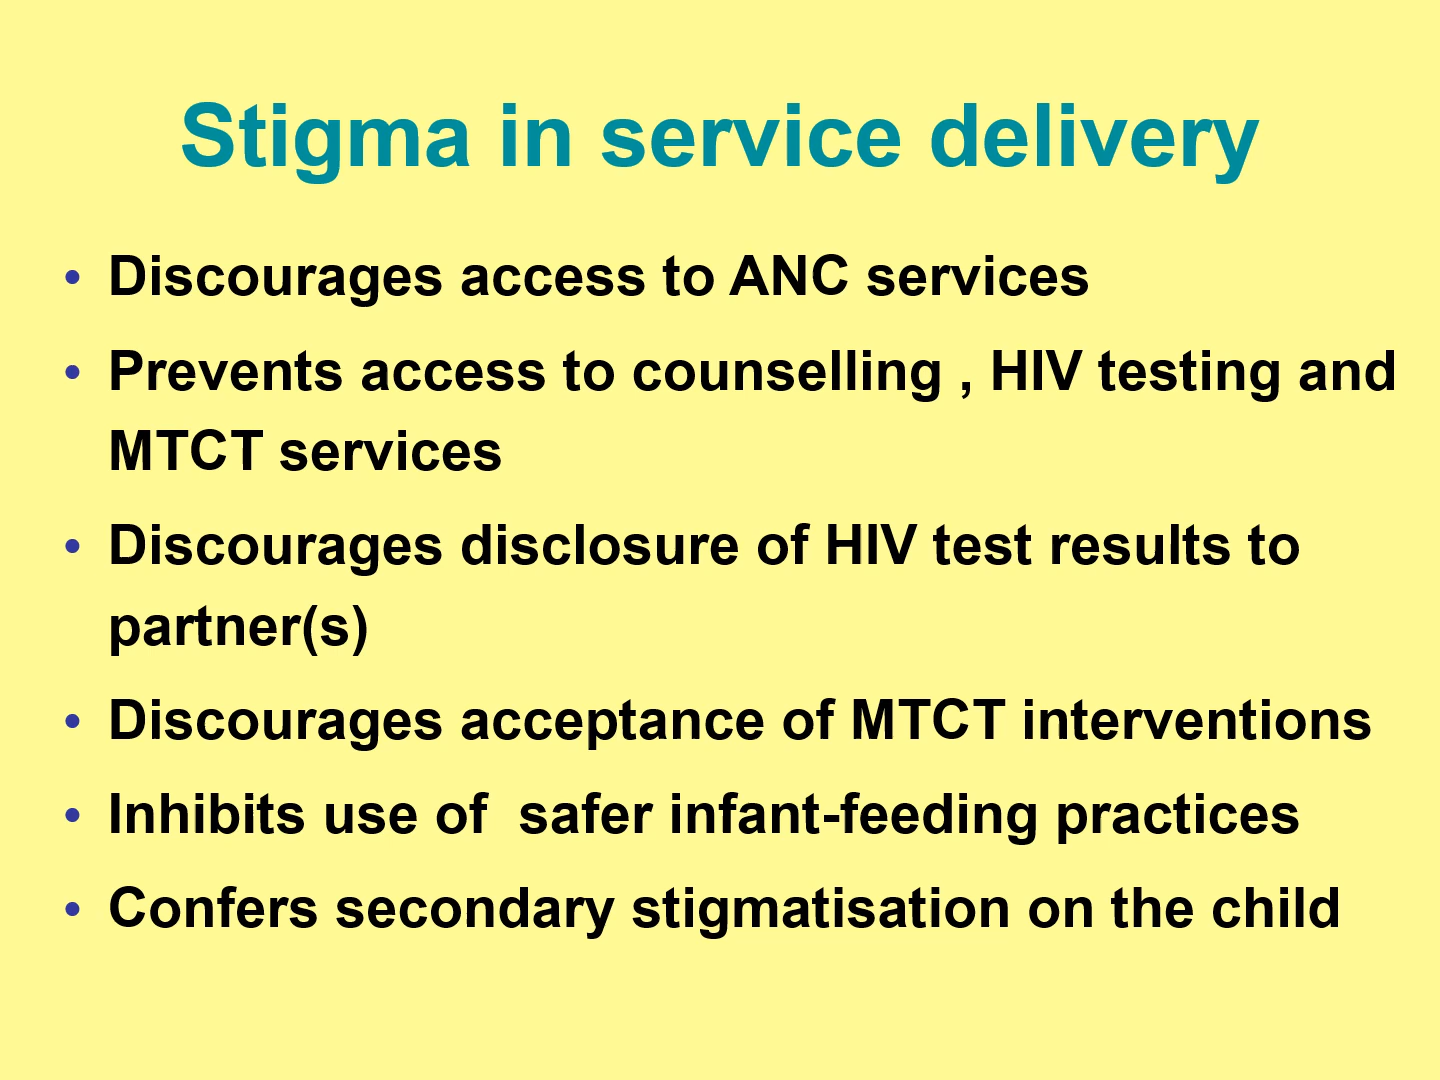 Stigma in service delivery
• Discourages access to ANC services
• Prevents access to counselling , HIV testing and
MTCT services
• Discourages disclosure of HIV test results to
partner(s)
• Discourages acceptance of MTCT interventions
• Inhibits use of  safer infant-feeding practices
• Confers secondary stigmatisation on the child